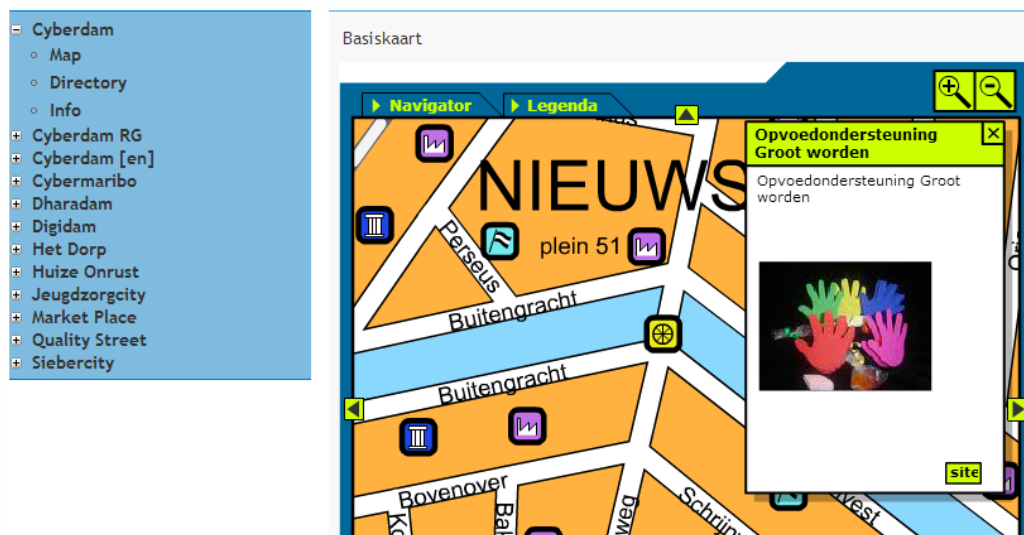 Cyberdam
Map
Directory
Info
Cyberdam RG
Cyberdam [en]
Cybermaribo
Dharadam
Digidam
Het Dorp
Huize Onrust
Jeugdzorgcity
Market Place
Quality Street
Siebercity
Basiskaart
Navigator
Legenda
Opvoedondersteuning
Groot worden
Opvoedondersteuning Groot
worden
NIEUWS
plein 51
Perseus
Buitengracht
Buitengracht
Bovenover
site